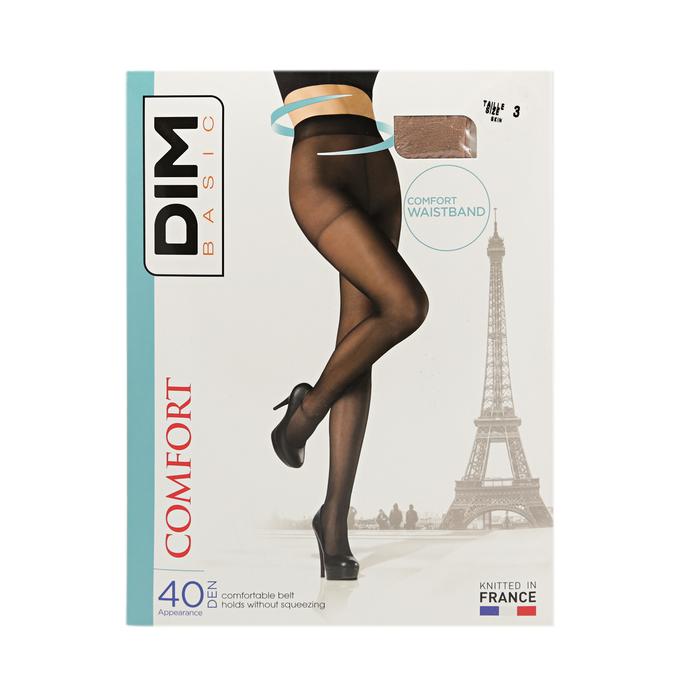 DIM
BASIC
TAILLE
SIZE 3
SKIN
COMFORT
WAISTBAND
COMFORT
40 DEN
Appearance
comfortable belt
holds without squeezing
KNITTED IN
FRANCE